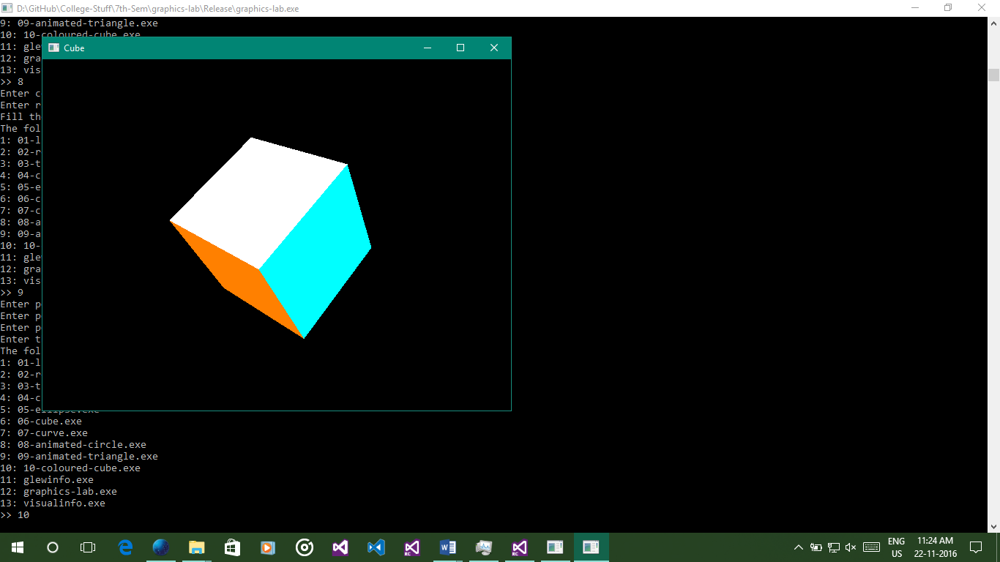 D:\GitHub\College-Stuff\7th-Sem\graphics-lab\Release\graphics-lab.exe
9: 09-animated-triangle.exe
10: 10-coloured-cube.exe
Cube
11: glew
12: gra
13: vis
>> 8
Enter c
Enter r
Fill th
The fol
1: 01-l
2: 02-r
3: 03-t
4: 04-c
5: 05-e
6: 06-c
7: 07-c
8: 08-a
9: 09-a
10: 10-
11: glew
12: gra
13: vis
>> 9
Enter p
Enter p
Enter p
Enter t
The fol
1: 01-l
2: 02-r
3: 03-t
4: 04-c
5: 05-ellipse.exe
6: 06-cube.exe
7: 07-curve.exe
8: 08-animated-circle.exe
9: 09-animated-triangle.exe
10: 10-coloured-cube.exe
11: glewinfo.exe
12: graphics-lab.exe
13: visualinfo.exe
>> 10
ENG
US
11:24 AM
22-11-2016